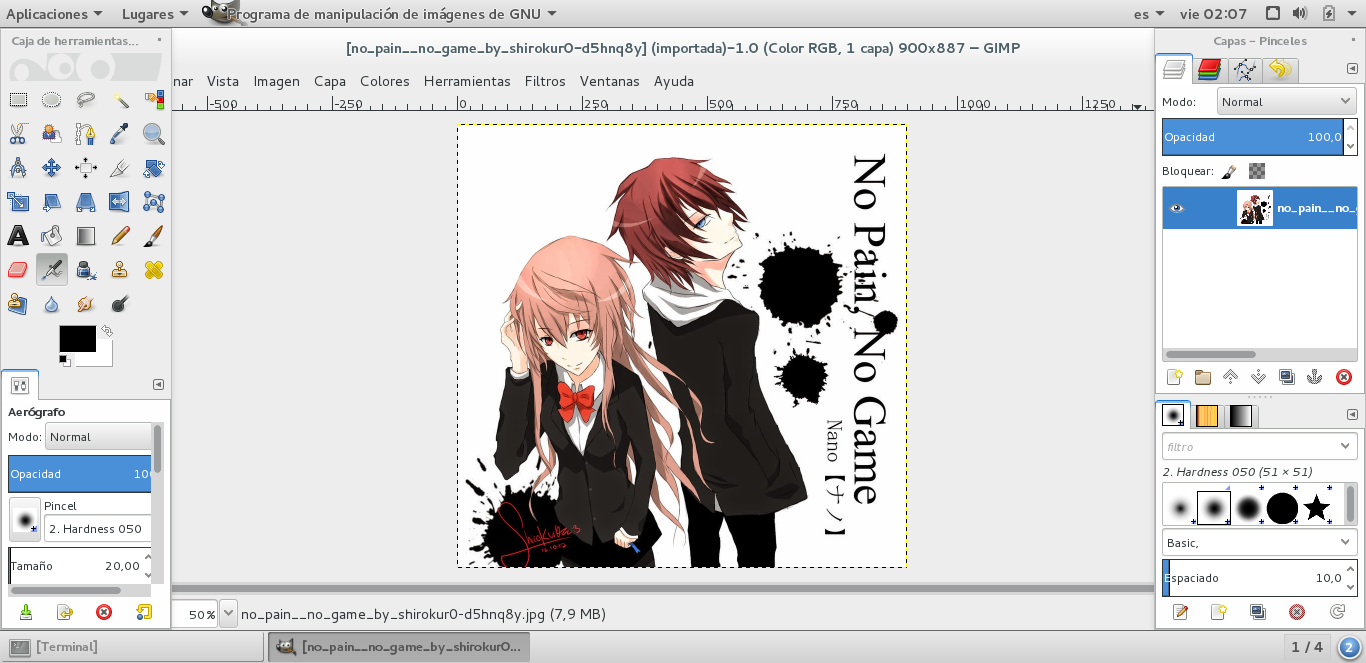 Aplicaciones
Lugares
Programa de manipulación de imágenes de GNU
es
vie 02:07
Caja de herramientas...
[no_pain__no_game_by_shirokur0-d5hnq8y] (importada)-1.0 (Color RGB, 1 capa) 900x887 – GIMP
Capas - Pinceles
nar Vista Imagen Capa Colores Herramientas Filtros Ventanas Ayuda
-500 -250 0 250 500 750 1000 1250
Modo: Normal
Opacidad 100,0
Bloquear:
no_pain__no_
No Pain, No Game
Nano【ナノ】
Aerógrafo
Modo: Normal
Opacidad 10
Pincel
2. Hardness 050
Tamaño 20,00
filtro
2. Hardness 050 (51 × 51)
Basic,
Espaciado 10,0
50%
no_pain__no_game_by_shirokur0-d5hnq8y.jpg (7,9 MB)
[Terminal]
[no_pain__no_game_by_shirokur0...
1 / 4
2